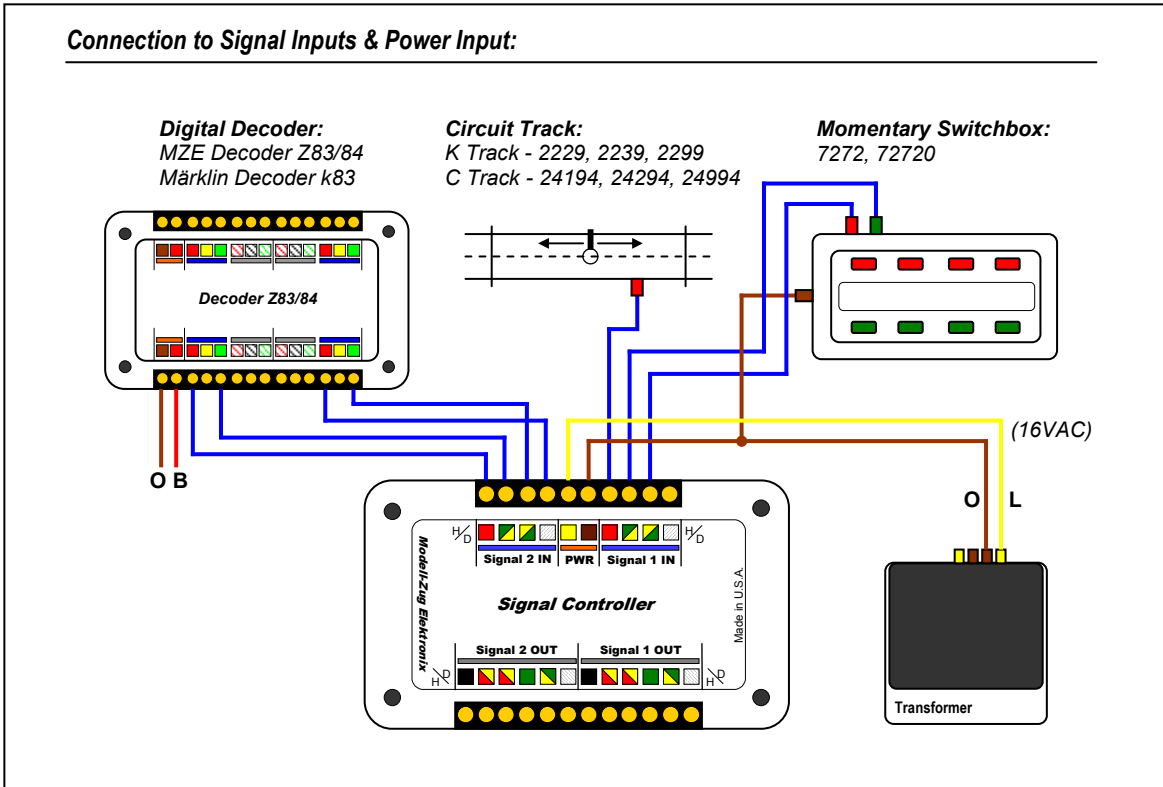 Connection to Signal Inputs & Power Input:
Digital Decoder:
MZE Decoder Z83/84
Märklin Decoder k83
Circuit Track:
K Track - 2229, 2239, 2299
C Track - 24194, 24294, 24994
Momentary Switchbox:
7272, 72720
Decoder Z83/84
O B
(16VAC)
O L
H/D
Signal 2 IN
PWR
Signal 1 IN
H/D
Modell-Zug Elektronix
Signal Controller
Made in U.S.A.
Signal 2 OUT
Signal 1 OUT
H\D
H\D
Transformer